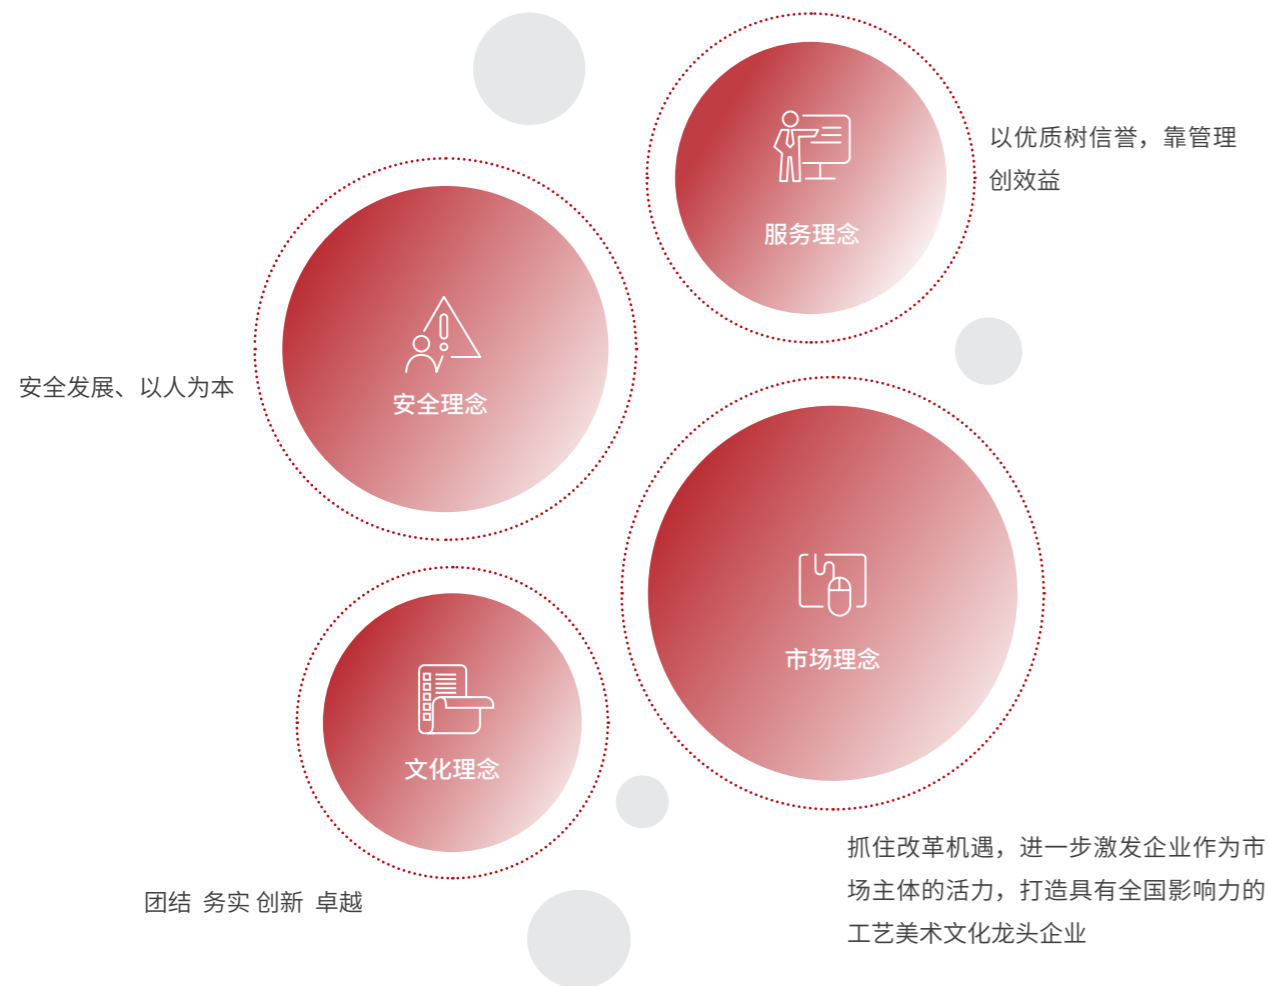 以优质树信誉，靠管理
创效益
服务理念
安全发展、以人为本
安全理念
市场理念
文化理念
抓住改革机遇，进一步激发企业作为市
场主体的活力，打造具有全国影响力的
工艺美术文化龙头企业
团结 务实 创新 卓越